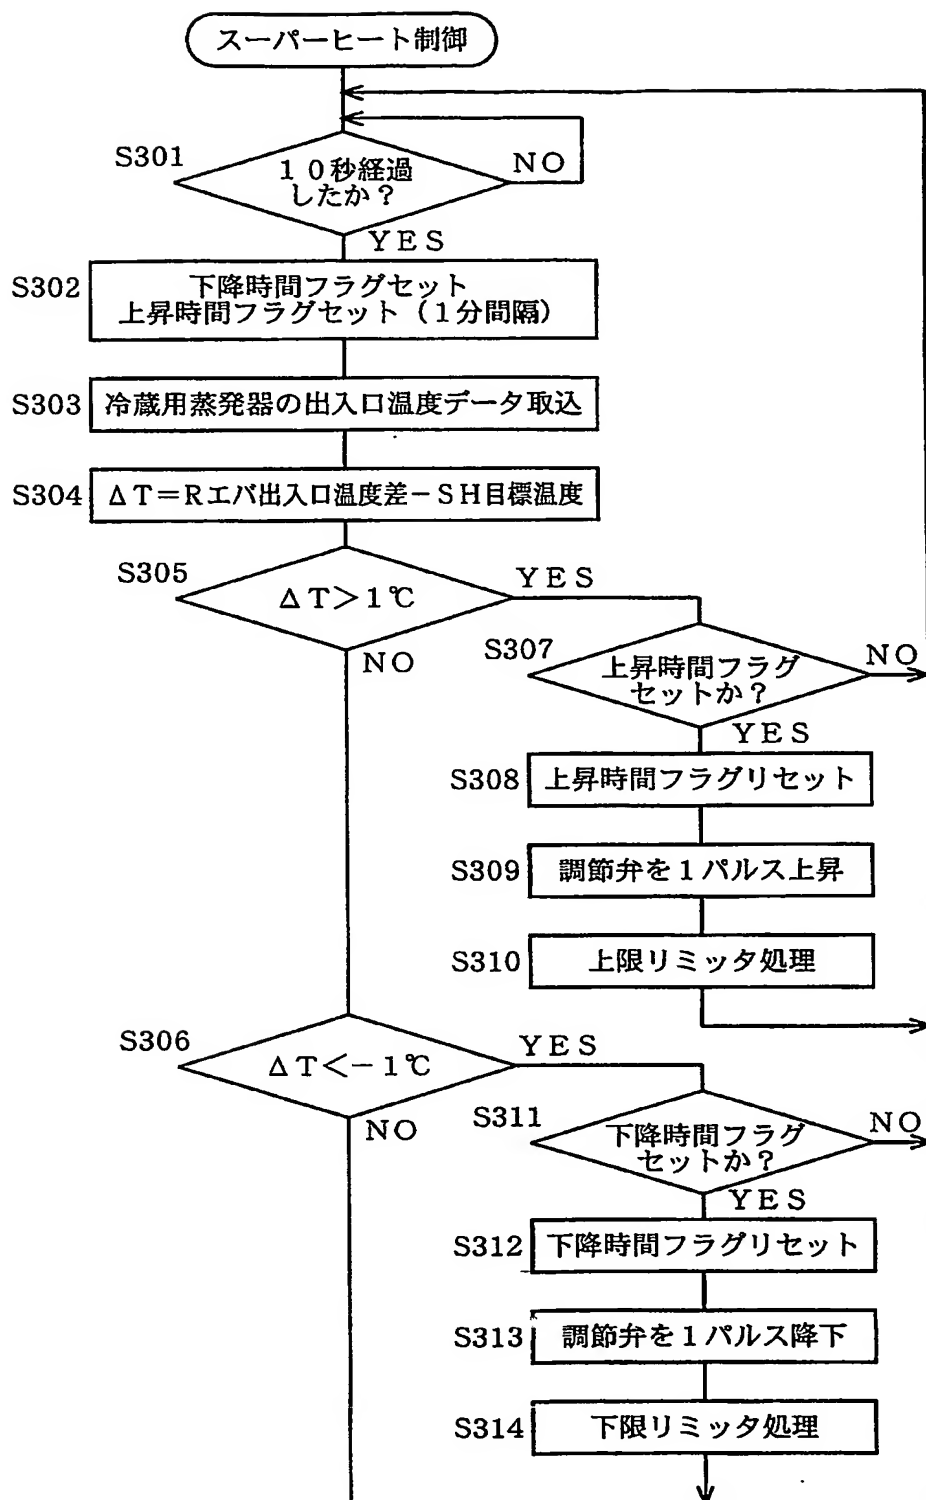 スーパーヒート制御
S301
１０秒経過
したか？
NO
YES
S302
下降時間フラグセット
上昇時間フラグセット（１分間隔）
S303
冷蔵用蒸発器の出入口温度データ取込
S304
ΔT＝Rエバ出入口温度差－SH目標温度
S305
ΔT＞1℃
YES
NO
S307
上昇時間フラグ
セットか？
NO
YES
S308
上昇時間フラグリセット
S309
調節弁を１パルス上昇
S310
上限リミッタ処理
S306
ΔT＜－1℃
YES
NO
S311
下降時間フラグ
セットか？
NO
YES
S312
下降時間フラグリセット
S313
調節弁を１パルス降下
S314
下限リミッタ処理